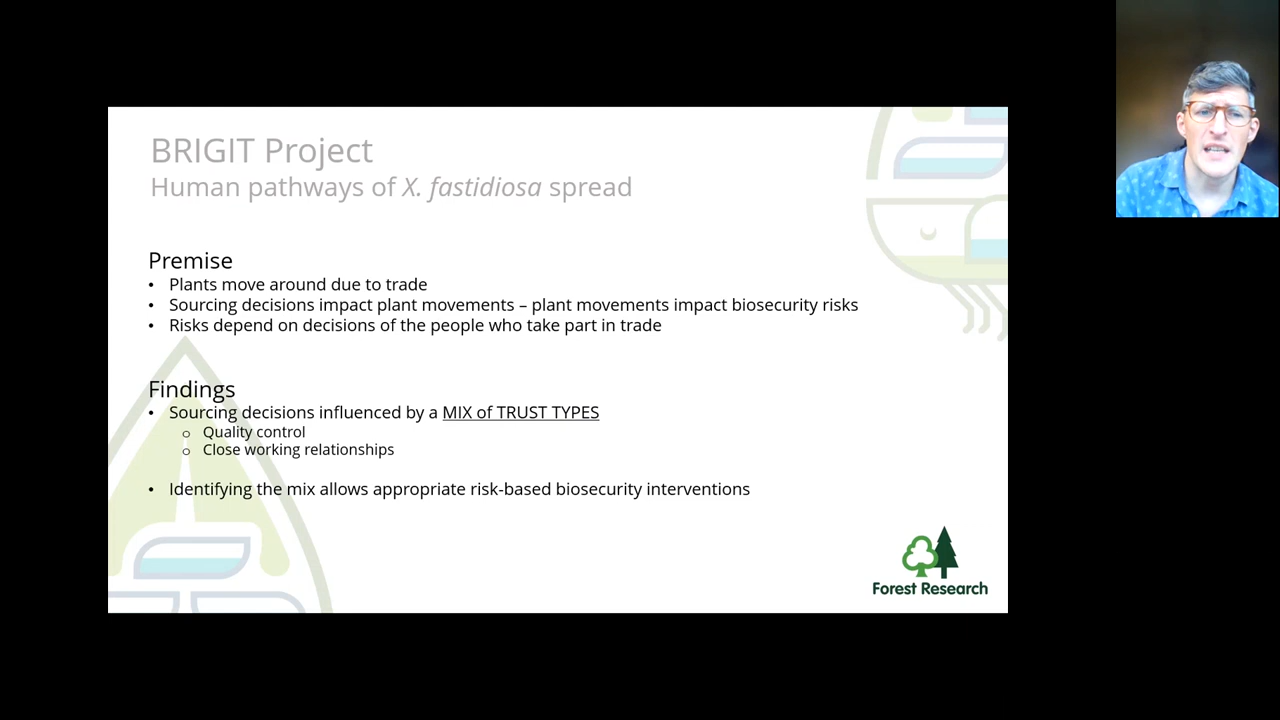 BRIGIT Project
Human pathways of X. fastidiosa spread
Premise
• Plants move around due to trade
• Sourcing decisions impact plant movements – plant movements impact biosecurity risks
• Risks depend on decisions of the people who take part in trade
Findings
• Sourcing decisions influenced by a MIX of TRUST TYPES
o Quality control
o Close working relationships
• Identifying the mix allows appropriate risk-based biosecurity interventions
Forest Research